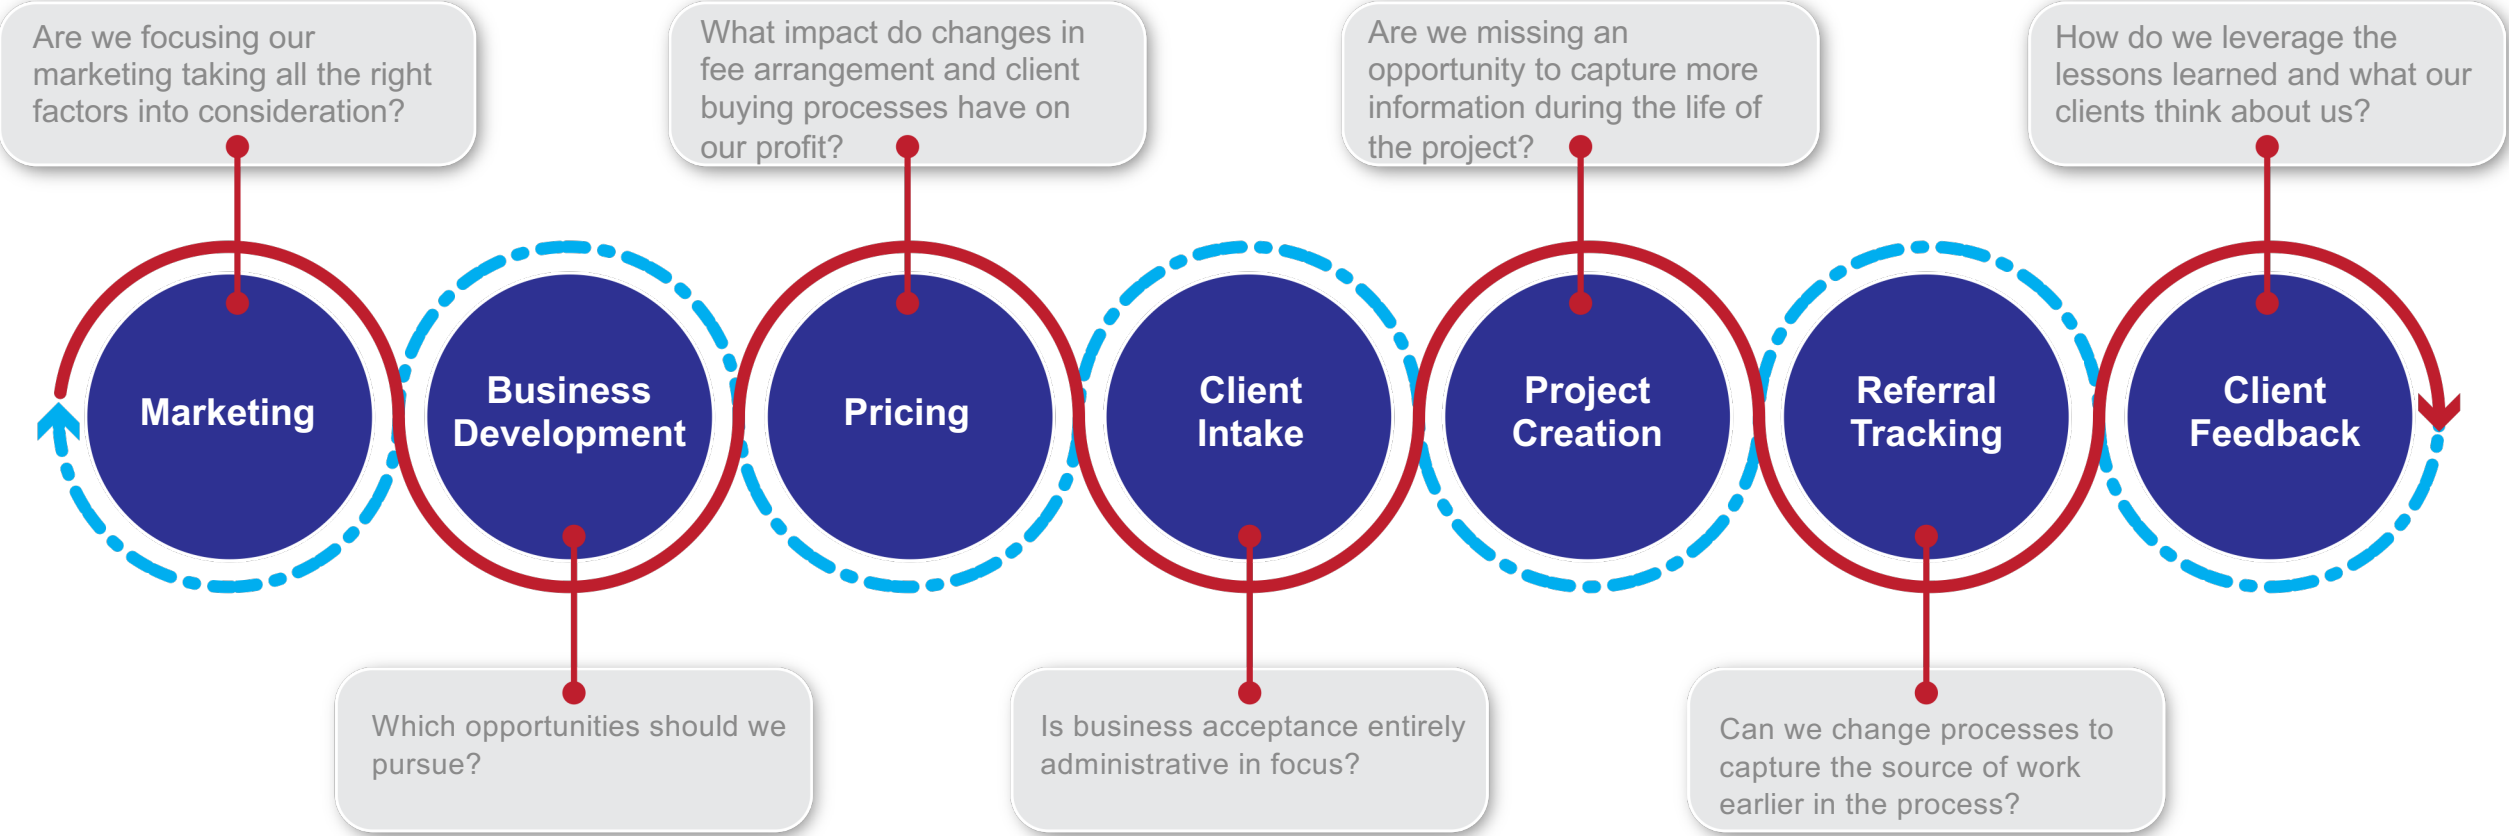 Are we focusing our
marketing taking all the right
factors into consideration?
What impact do changes in
fee arrangement and client
buying processes have on
our profit?
Are we missing an
opportunity to capture more
information during the life of
the project?
How do we leverage the
lessons learned and what our
clients think about us?
Marketing
Business
Development
Pricing
Client
Intake
Project
Creation
Referral
Tracking
Client
Feedback
Which opportunities should we
pursue?
Is business acceptance entirely
administrative in focus?
Can we change processes to
capture the source of work
earlier in the process?